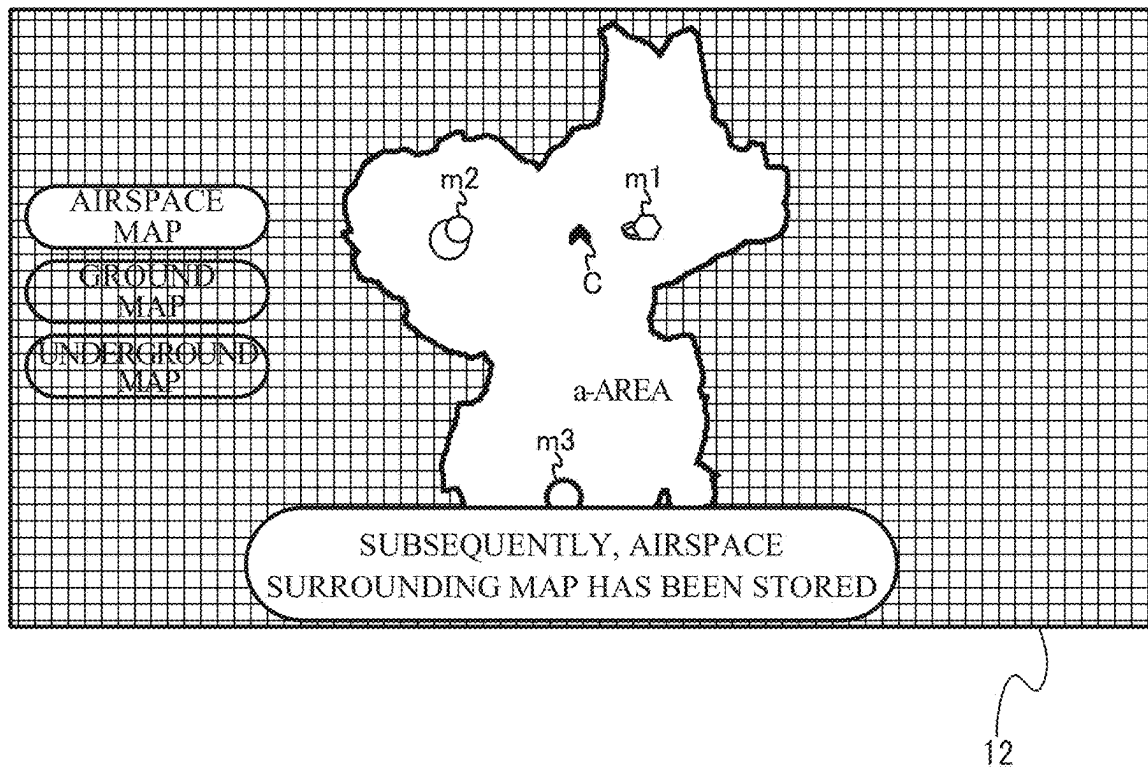 AIRSPACE
MAP
GROUND
MAP
UNDERGROUND
MAP
m2
m1
C
a-AREA
m3
SUBSEQUENTLY, AIRSPACE
SURROUNDING MAP HAS BEEN STORED
12